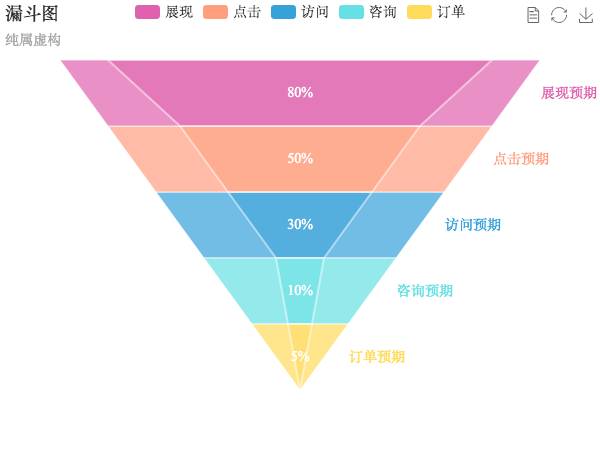 漏斗图
纯属虚构
展现 点击 访问 咨询 订单
80%
展现预期
50%
点击预期
30%
访问预期
10%
咨询预期
5%
订单预期